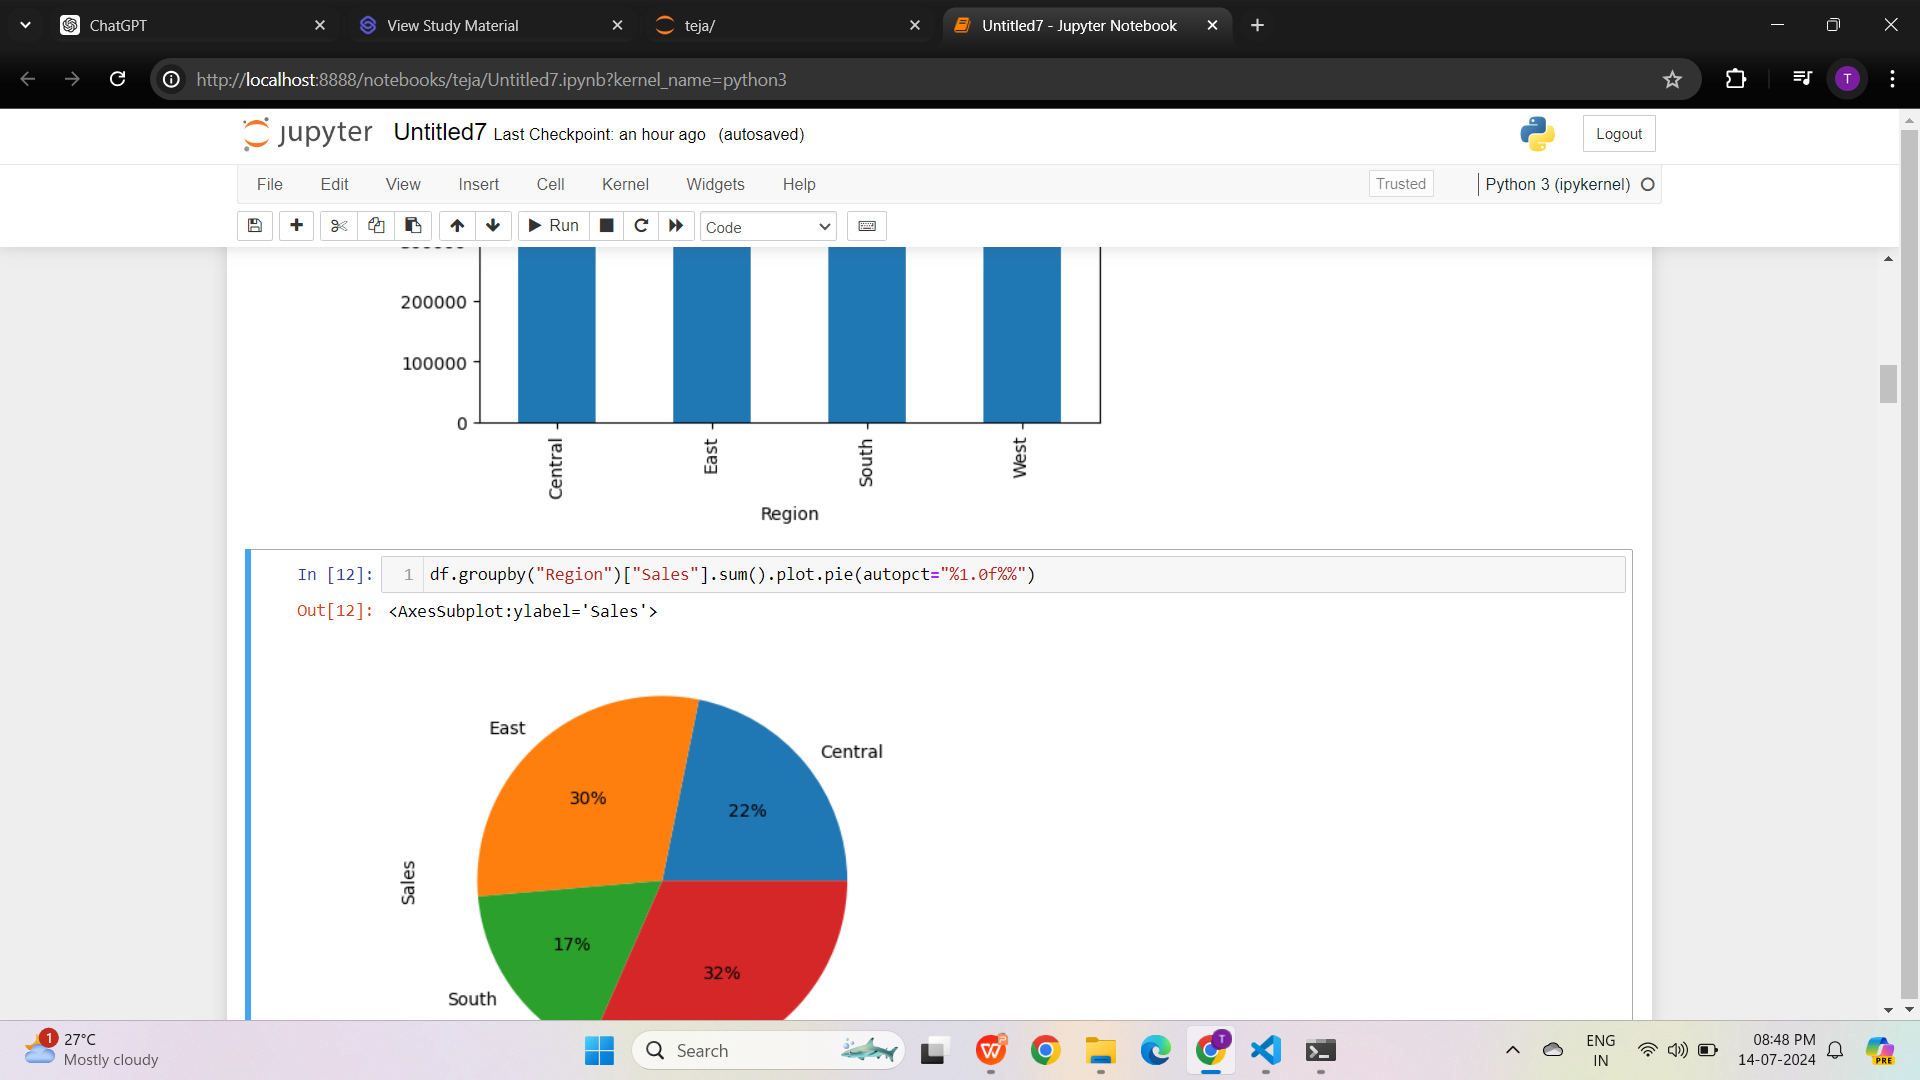 ChatGPT
View Study Material
teja/
Untitled7 - Jupyter Notebook
http://localhost:8888/notebooks/teja/Untitled7.ipynb?kernel_name=python3
T
jupyter Untitled7 Last Checkpoint: an hour ago (autosaved)
Logout
File Edit View Insert Cell Kernel Widgets Help
Trusted
Python 3 (ipykernel)
Run
Code
200000
100000
0
Central
East
South
West
Region
In [12]: 1 df.groupby("Region")["Sales"].sum().plot.pie(autopct="%1.0f%%")
Out[12]: <AxesSubplot:ylabel='Sales'>
East
Central
30%
22%
Sales
17%
32%
South
1
27°C
Mostly cloudy
Search
T
ENG
IN
08:48 PM
14-07-2024
PRE